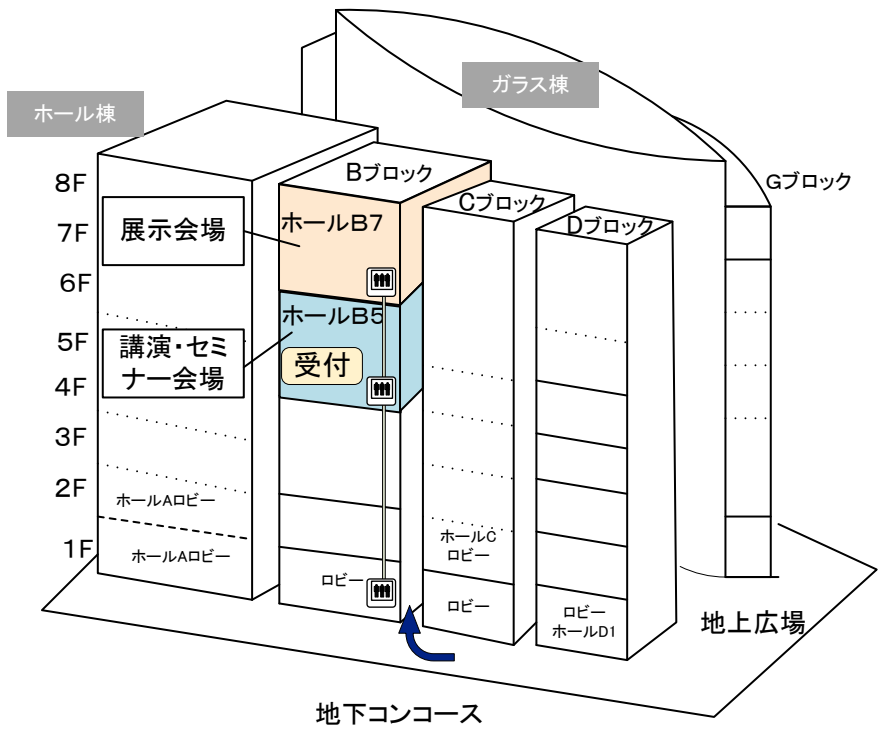 ホール棟
ガラス棟
8F
7F
6F
5F
4F
3F
2F
1F
展示会場
講演・セミ
ナー会場
ホールAロビー
ホールAロビー
Bブロック
ホールB7
ホールB5
受付
ロビー
Cブロック
ホールC
ロビー
ロビー
Dブロック
ロビー
ホールD1
Gブロック
地上広場
地下コンコース